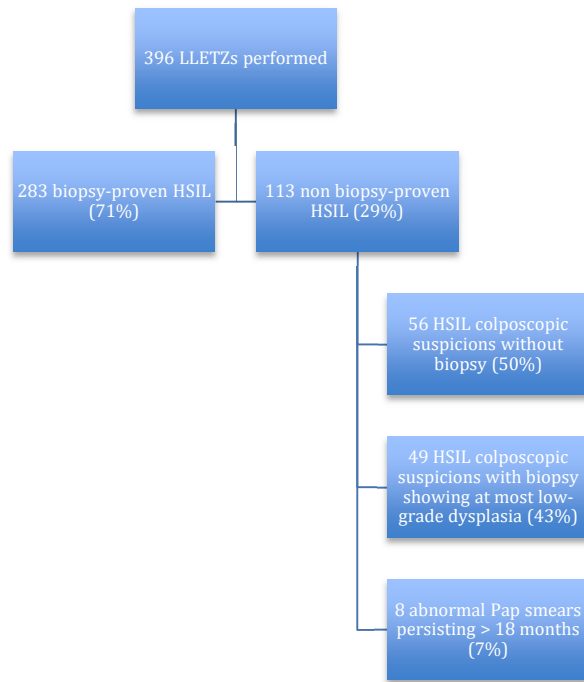 396 LLETZs performed
283 biopsy-proven HSIL
(71%)
113 non biopsy-proven
HSIL (29%)
56 HSIL colposcopic
suspicions without
biopsy (50%)
49 HSIL colposcopic
suspicions with biopsy
showing at most low-
grade dysplasia (43%)
8 abnormal Pap smears
persisting > 18 months
(7%)